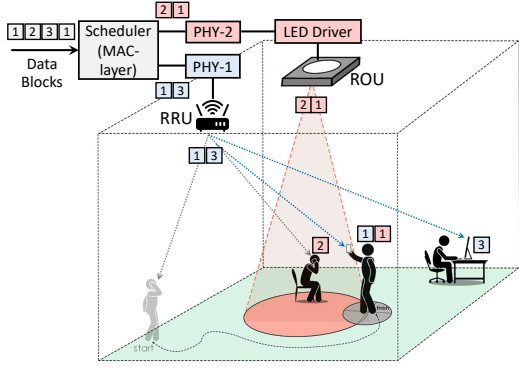 2 1
1 2 3 1
Data
Blocks
Scheduler
(MAC-
layer)
PHY-2
LED Driver
PHY-1
1 3
RRU
ROU
2 1
1 3
2
1 1
3
start